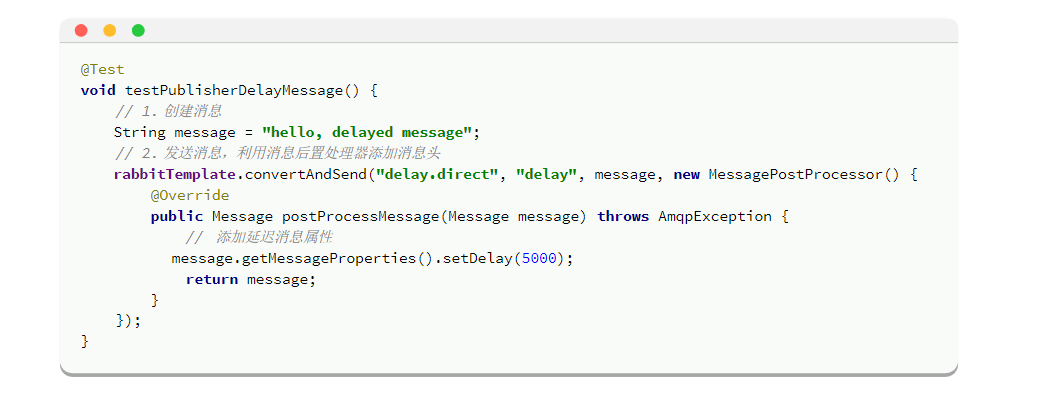 @Test
void testPublisherDelayMessage() {
    // 1. 创建消息
    String message = "hello, delayed message";
    // 2. 发送消息，利用消息后置处理器添加消息头
    rabbitTemplate.convertAndSend("delay.direct", "delay", message, new MessagePostProcessor() {
        @Override
        public Message postProcessMessage(Message message) throws AmqpException {
            // 添加延迟消息属性
          message.getMessageProperties().setDelay(5000);
            return message;
        }
    });
}